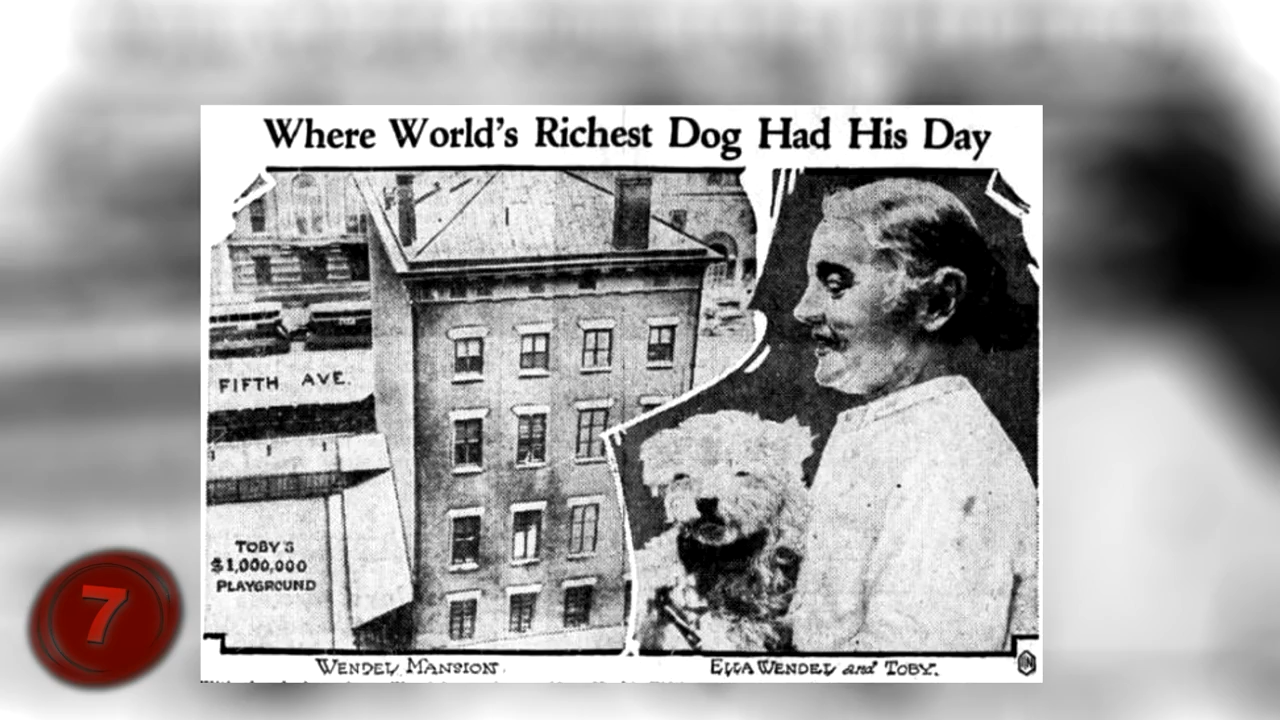 Where World's Richest Dog Had His Day
FIFTH AVE.
TOBY'S
$1,000,000
PLAYGROUND
WENDEL MANSION.
ELLA WENDEL and TOBY.
7